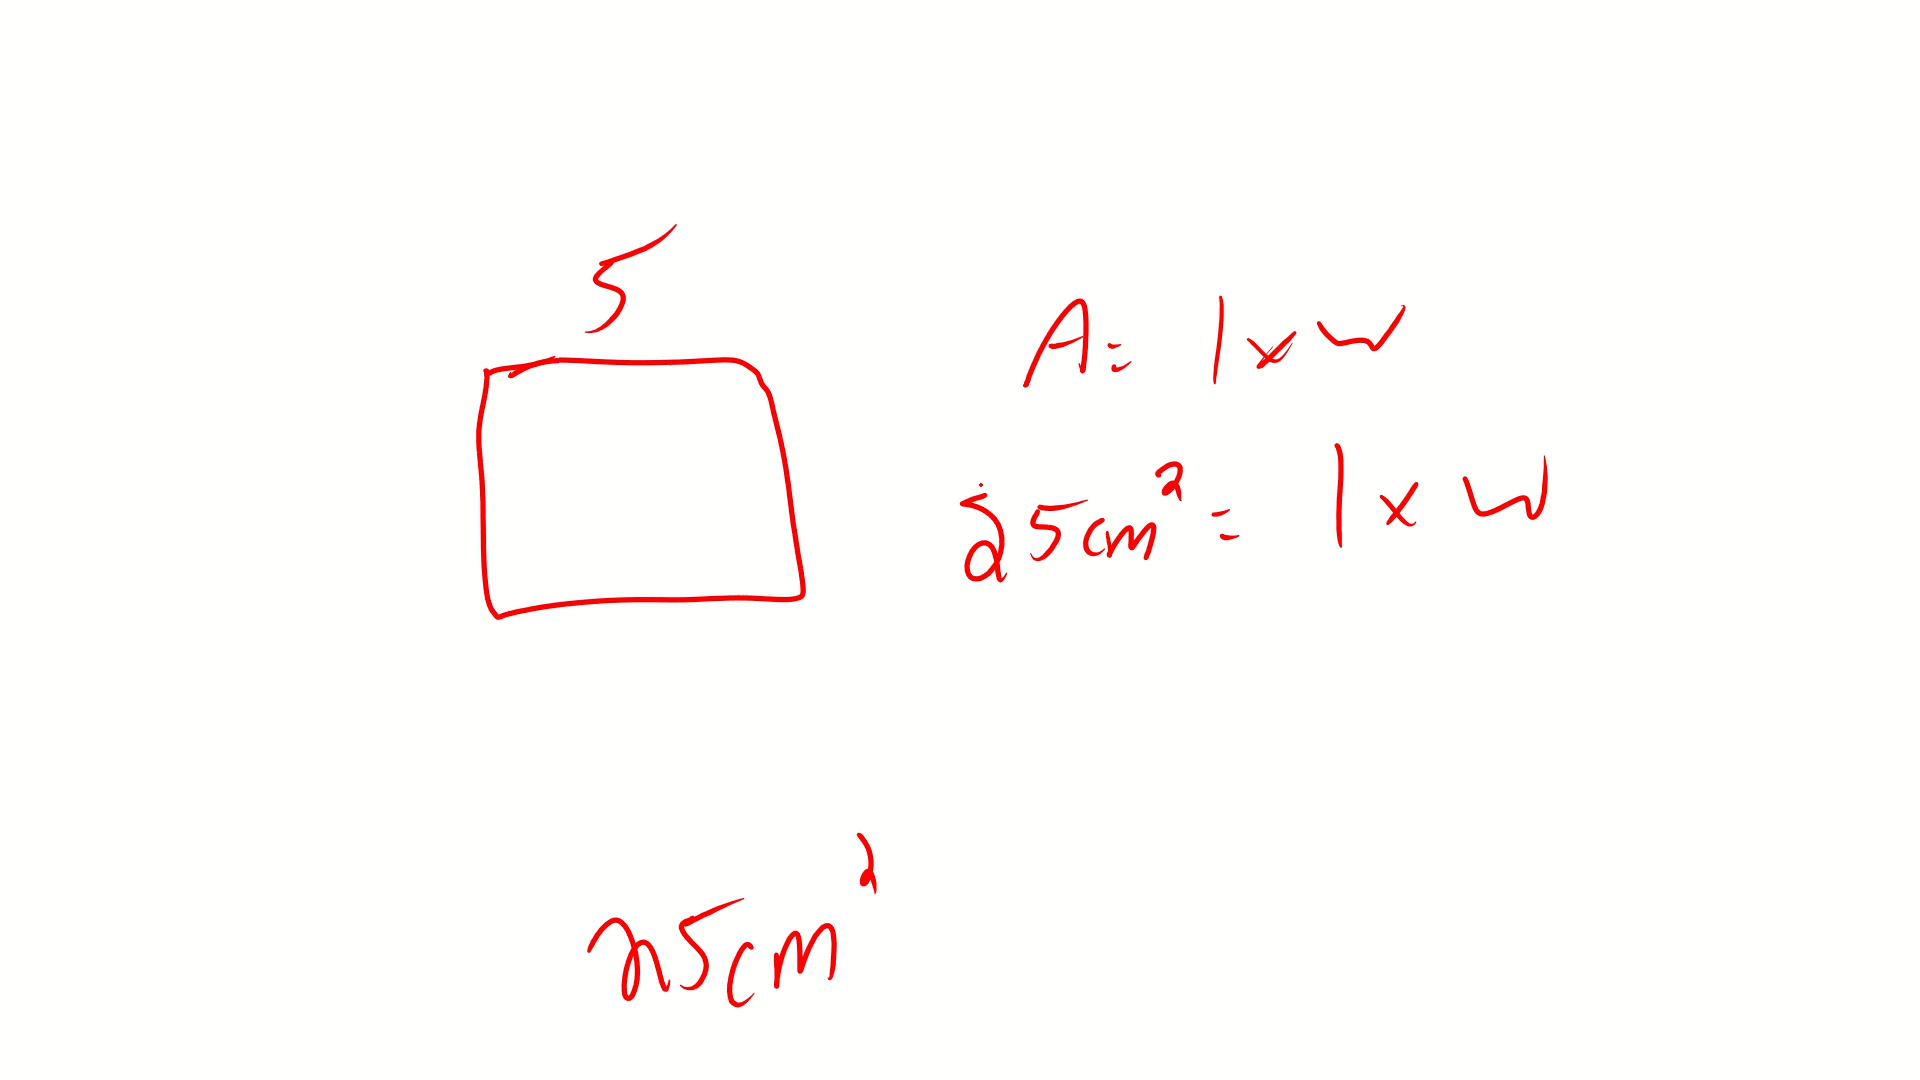 5
A = l x w
25cm² = l x w
25cm²